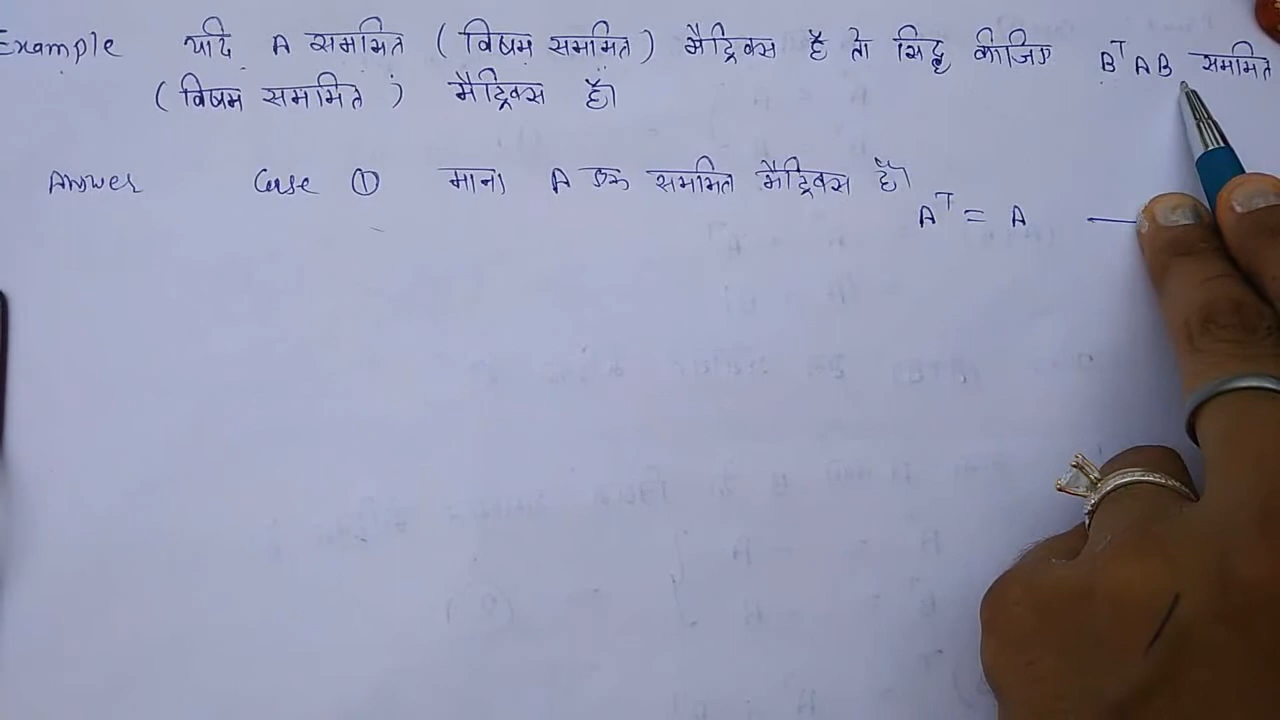 Example यदि A सममित ( विषम सममित ) मैट्रिक्स है तो सिद्ध कीजिए BᵀAB सममित
( विषम सममित ) मैट्रिक्स है।
Answer Case ① माना A एक सममित मैट्रिक्स है।
Aᵀ = A —